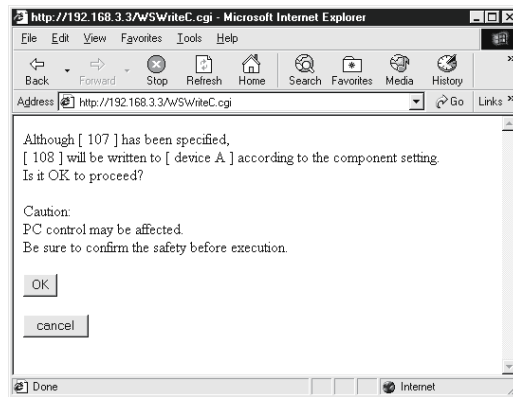 http://192.168.3.3/WSWriteC.cgi - Microsoft Internet Explorer
File Edit View Favorites Tools Help
Back Forward Stop Refresh Home Search Favorites Media History »
Address http://192.168.3.3/WSWriteC.cgi Go Links »
Although [ 107 ] has been specified,
[ 108 ] will be written to [ device A ] according to the component setting.
Is it OK to proceed?
Caution:
PC control may be affected.
Be sure to confirm the safety before execution.
OK
cancel
Done Internet